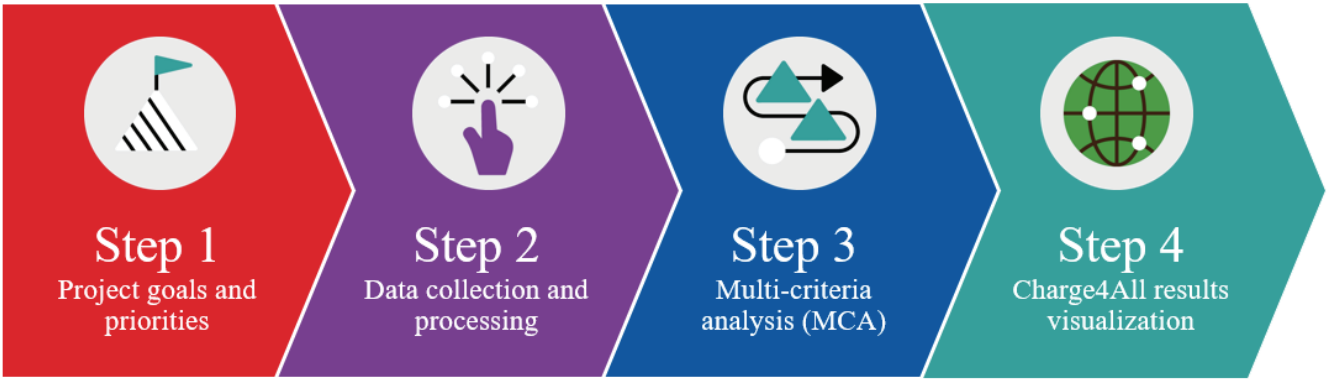 Step 1
Project goals and
priorities
Step 2
Data collection and
processing
Step 3
Multi-criteria
analysis (MCA)
Step 4
Charge4All results
visualization